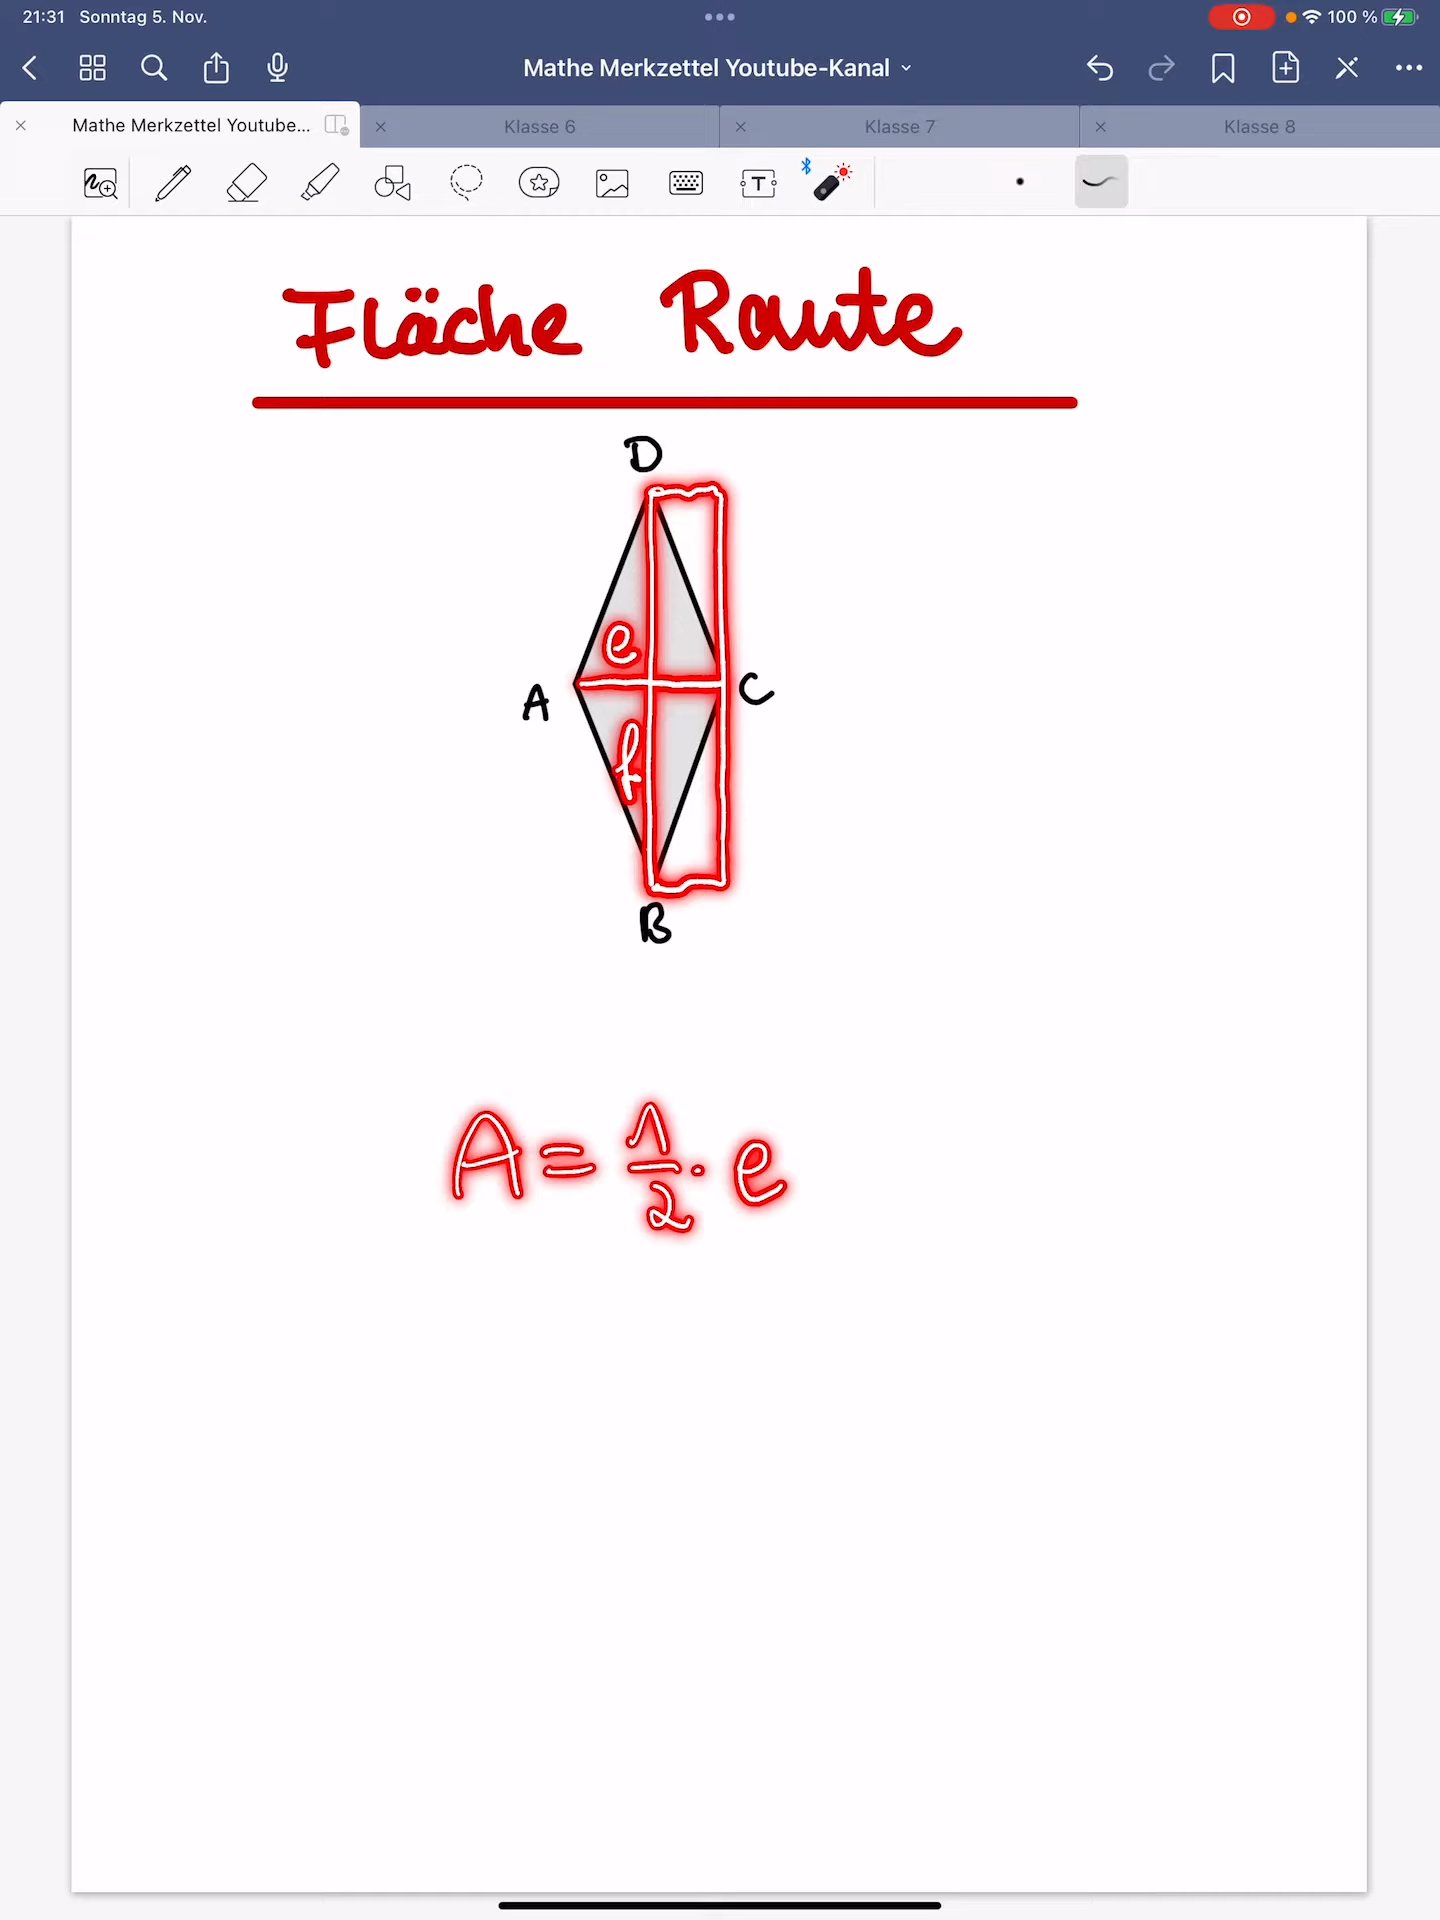 21:31 Sonntag 5. Nov.
100 %
Mathe Merkzettel Youtube-Kanal
Mathe Merkzettel Youtube...
Klasse 6
Klasse 7
Klasse 8
T
Fläche Raute
D
e
A
C
f
B
A = 1/2 · e